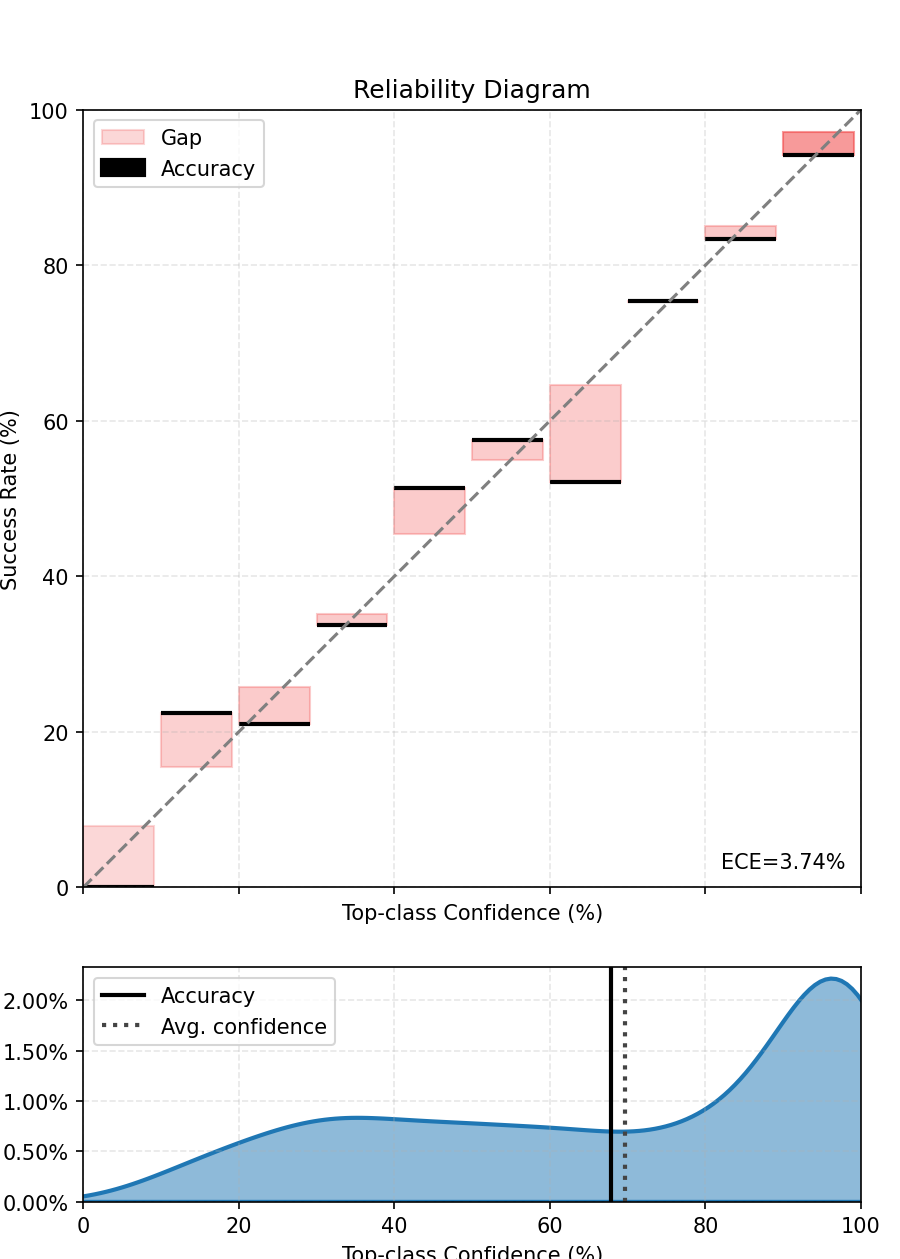 Reliability Diagram
100
80
60
40
20
0
Success Rate (%)
Gap
Accuracy
ECE=3.74%
Top-class Confidence (%)
2.00%
1.50%
1.00%
0.50%
0.00%
Accuracy
Avg. confidence
0 20 40 60 80 100
Top-class Confidence (%)